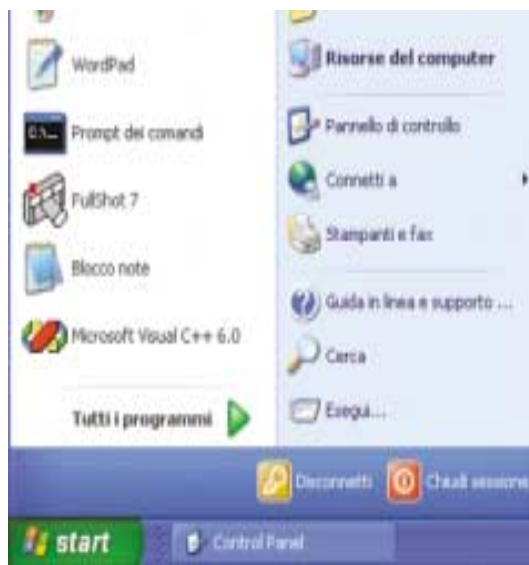 WordPad
Prompt dei comandi
FullShot 7
Blocco note
Microsoft Visual C++ 6.0
Tutti i programmi
Risorse del computer
Pannello di controllo
Connetti a
Stampanti e fax
Guida in linea e supporto ...
Cerca
Esegui...
Disconnetti
Chiudi sessione
start
Control Panel